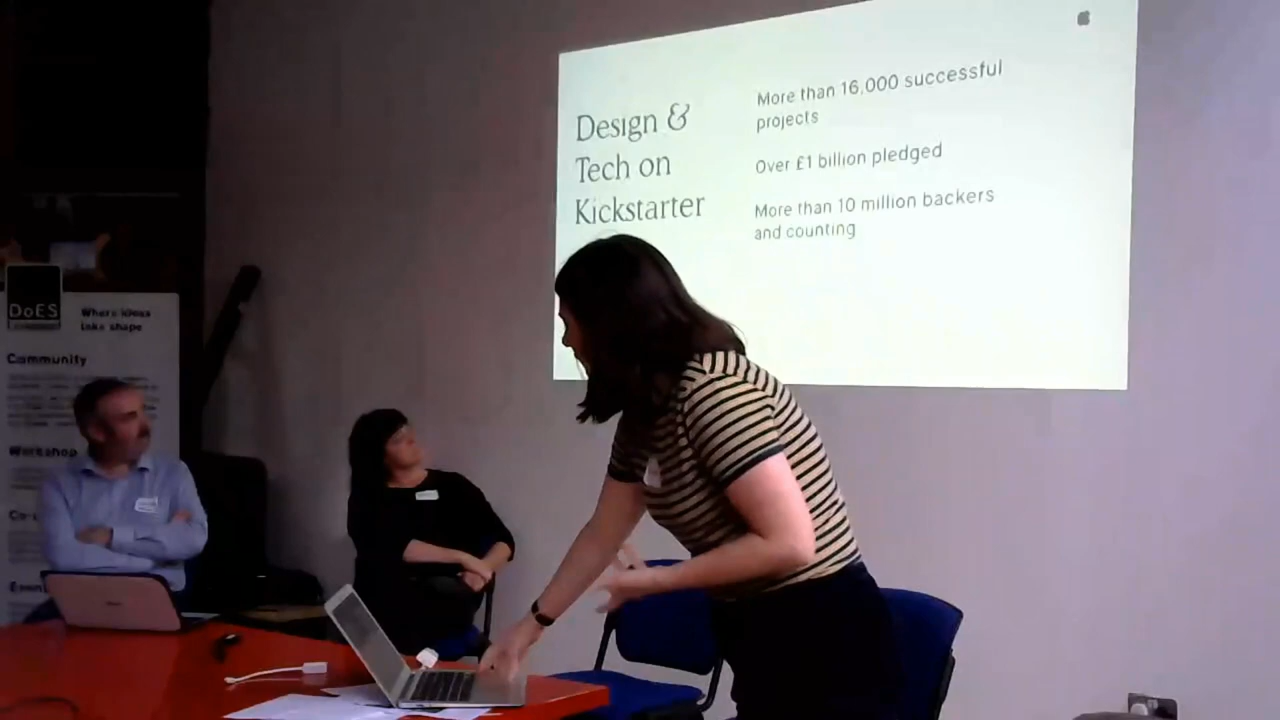 Design &
Tech on
Kickstarter
More than 16,000 successful
projects
Over £1 billion pledged
More than 10 million backers
and counting
DoES
Where ideas
take shape
Community
Workshop